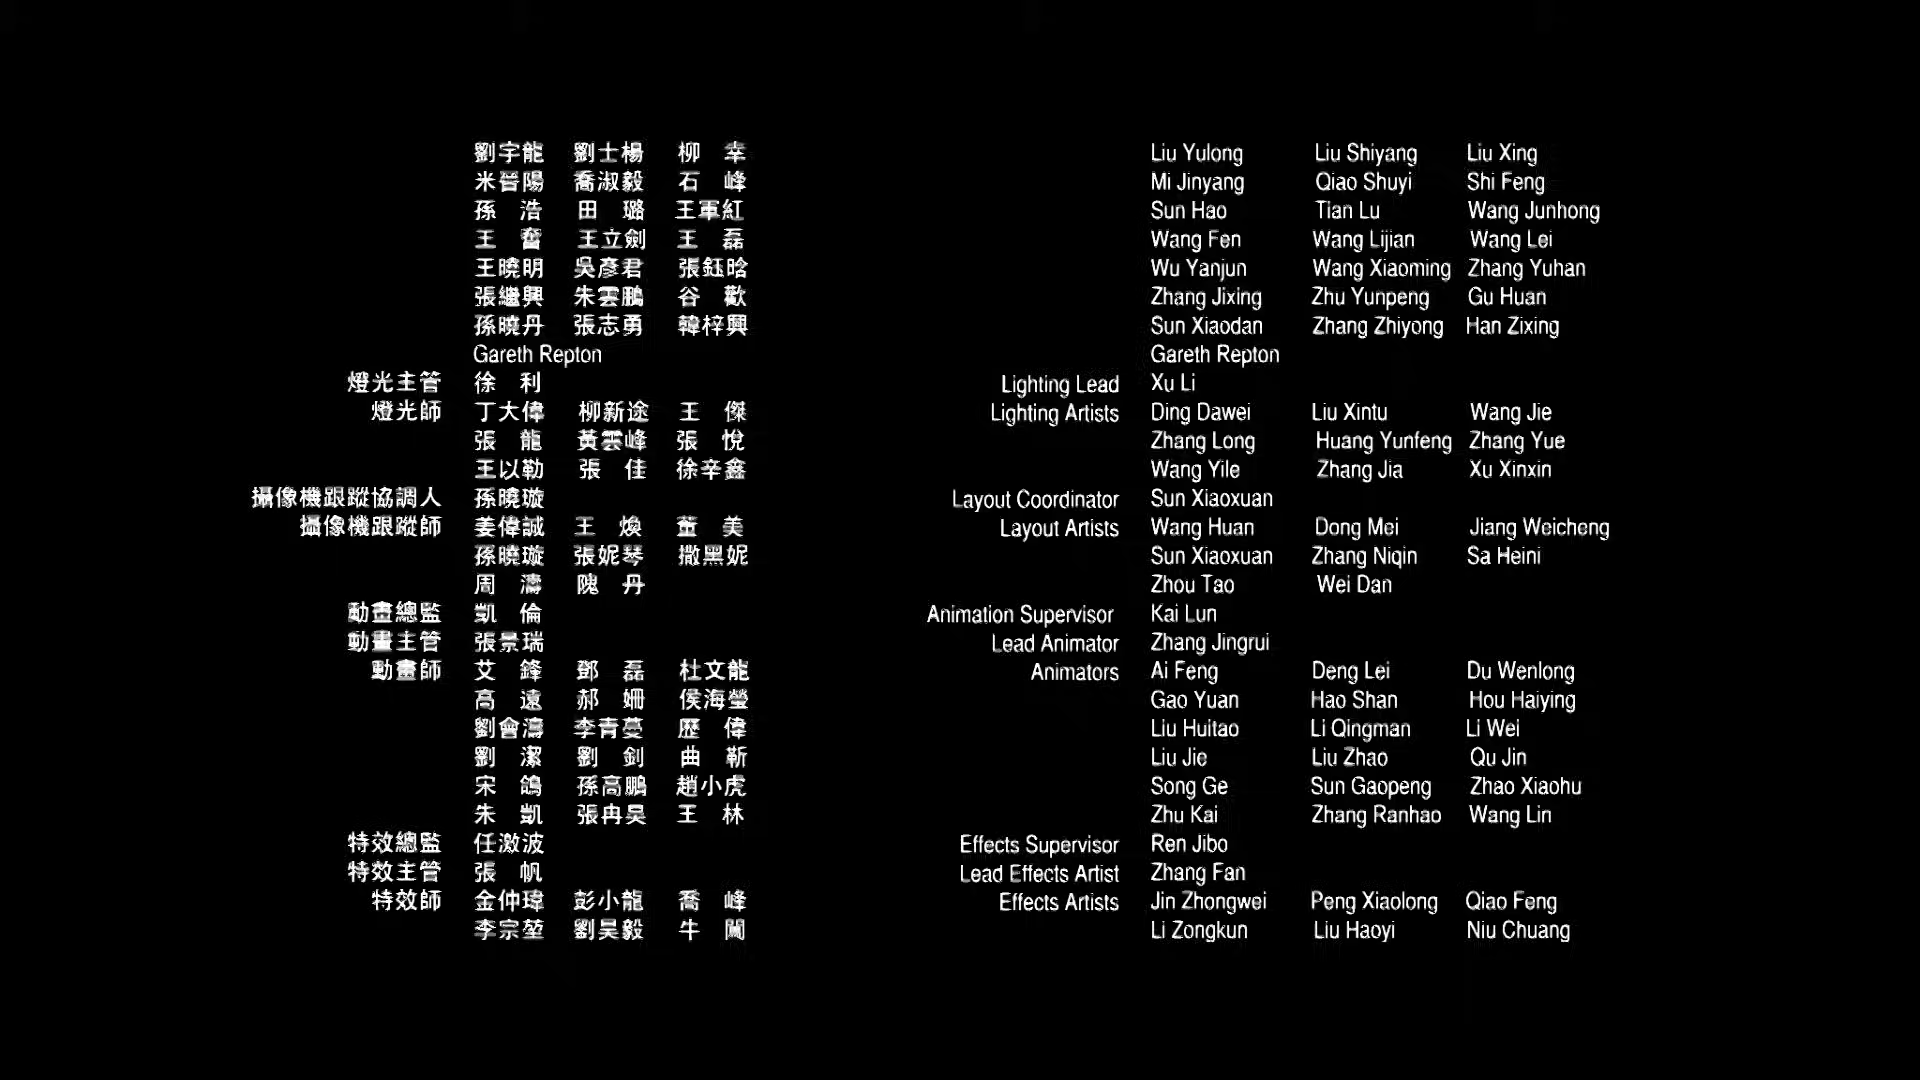 劉宇龍 劉士楊 柳 幸 Liu Yulong Liu Shiyang Liu Xing
米晉陽 喬淑毅 石 峰 Mi Jinyang Qiao Shuyi Shi Feng
孫 浩 田 璐 王軍紅 Sun Hao Tian Lu Wang Junhong
王 奮 王立劍 王 磊 Wang Fen Wang Lijian Wang Lei
王曉明 吳彥君 張鈺晗 Wu Yanjun Wang Xiaoming Zhang Yuhan
張繼興 朱雲鵬 谷 歡 Zhang Jixing Zhu Yunpeng Gu Huan
孫曉丹 張志勇 韓梓興 Sun Xiaodan Zhang Zhiyong Han Zixing
Gareth Repton Gareth Repton
燈光主管 徐 利 Lighting Lead Xu Li
燈光師 丁大偉 柳新途 王 傑 Lighting Artists Ding Dawei Liu Xintu Wang Jie
張 龍 黃雲峰 張 悅 Zhang Long Huang Yunfeng Zhang Yue
王以勒 張 佳 徐辛鑫 Wang Yile Zhang Jia Xu Xinxin
攝像機跟蹤協調人 孫曉璇 Layout Coordinator Sun Xiaoxuan
攝像機跟蹤師 姜偉誠 王 煥 董 美 Layout Artists Wang Huan Dong Mei Jiang Weicheng
孫曉璇 張妮琴 撒黑妮 Sun Xiaoxuan Zhang Niqin Sa Heini
周 濤 隗 丹 Zhou Tao Wei Dan
動畫總監 凱 倫 Animation Supervisor Kai Lun
動畫主管 張景瑞 Lead Animator Zhang Jingrui
動畫師 艾 鋒 鄧 磊 杜文龍 Animators Ai Feng Deng Lei Du Wenlong
高 遠 郝 姍 侯海瑩 Gao Yuan Hao Shan Hou Haiying
劉會濤 李青蔓 歷 偉 Liu Huitao Li Qingman Li Wei
劉 潔 劉 釗 曲 靳 Liu Jie Liu Zhao Qu Jin
宋 鴿 孫高鵬 趙小虎 Song Ge Sun Gaopeng Zhao Xiaohu
朱 凱 張冉昊 王 林 Zhu Kai Zhang Ranhao Wang Lin
特效總監 任激波 Effects Supervisor Ren Jibo
特效主管 張 帆 Lead Effects Artist Zhang Fan
特效師 金仲瑋 彭小龍 喬 峰 Effects Artists Jin Zhongwei Peng Xiaolong Qiao Feng
李宗堃 劉昊毅 牛 闖 Li Zongkun Liu Haoyi Niu Chuang